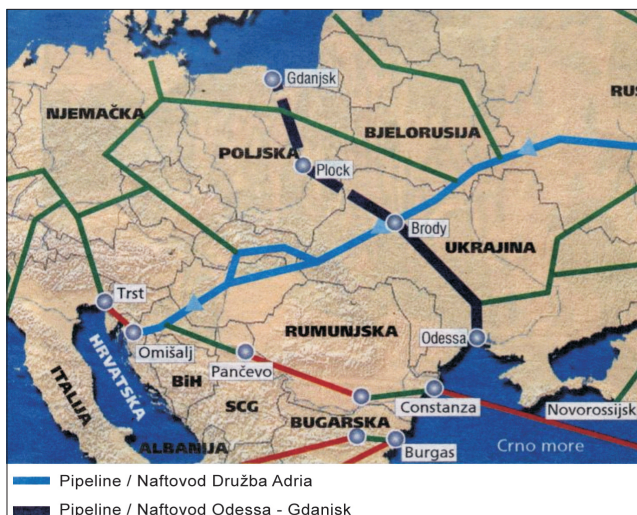 Gdanjsk
NJEMAČKA
RUS
BJELORUSIJA
POLJSKA
Plock
Brody
UKRAJINA
Trst
Omišalj
RUMUNJSKA
Odessa
HRVATSKA
Pančevo
ITALIJA
BiH
SCG
Constanza
Novorossijsk
BUGARSKA
ALBANIJA
Burgas
Crno more
Pipeline / Naftovod Družba Adria
Pipeline / Naftovod Odessa - Gdanjsk